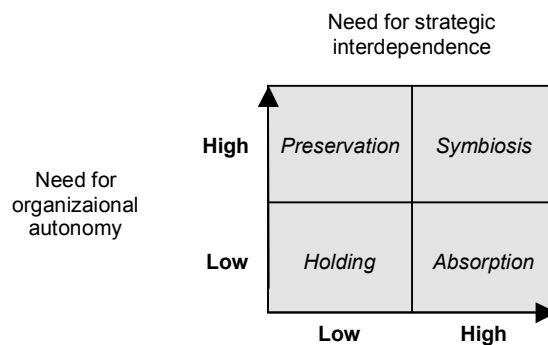 Need for strategic
interdependence
High
Preservation
Symbiosis
Need for
organizaional
autonomy
Low
Holding
Absorption
Low
High